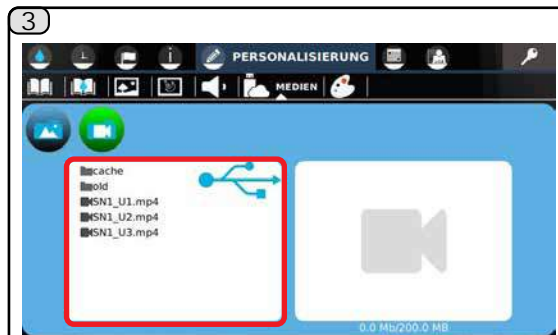 3
PERSONALISIERUNG
MEDIEN
cache
old
SN1_U1.mp4
SN1_U2.mp4
SN1_U3.mp4
0.0 Mb/200.0 MB